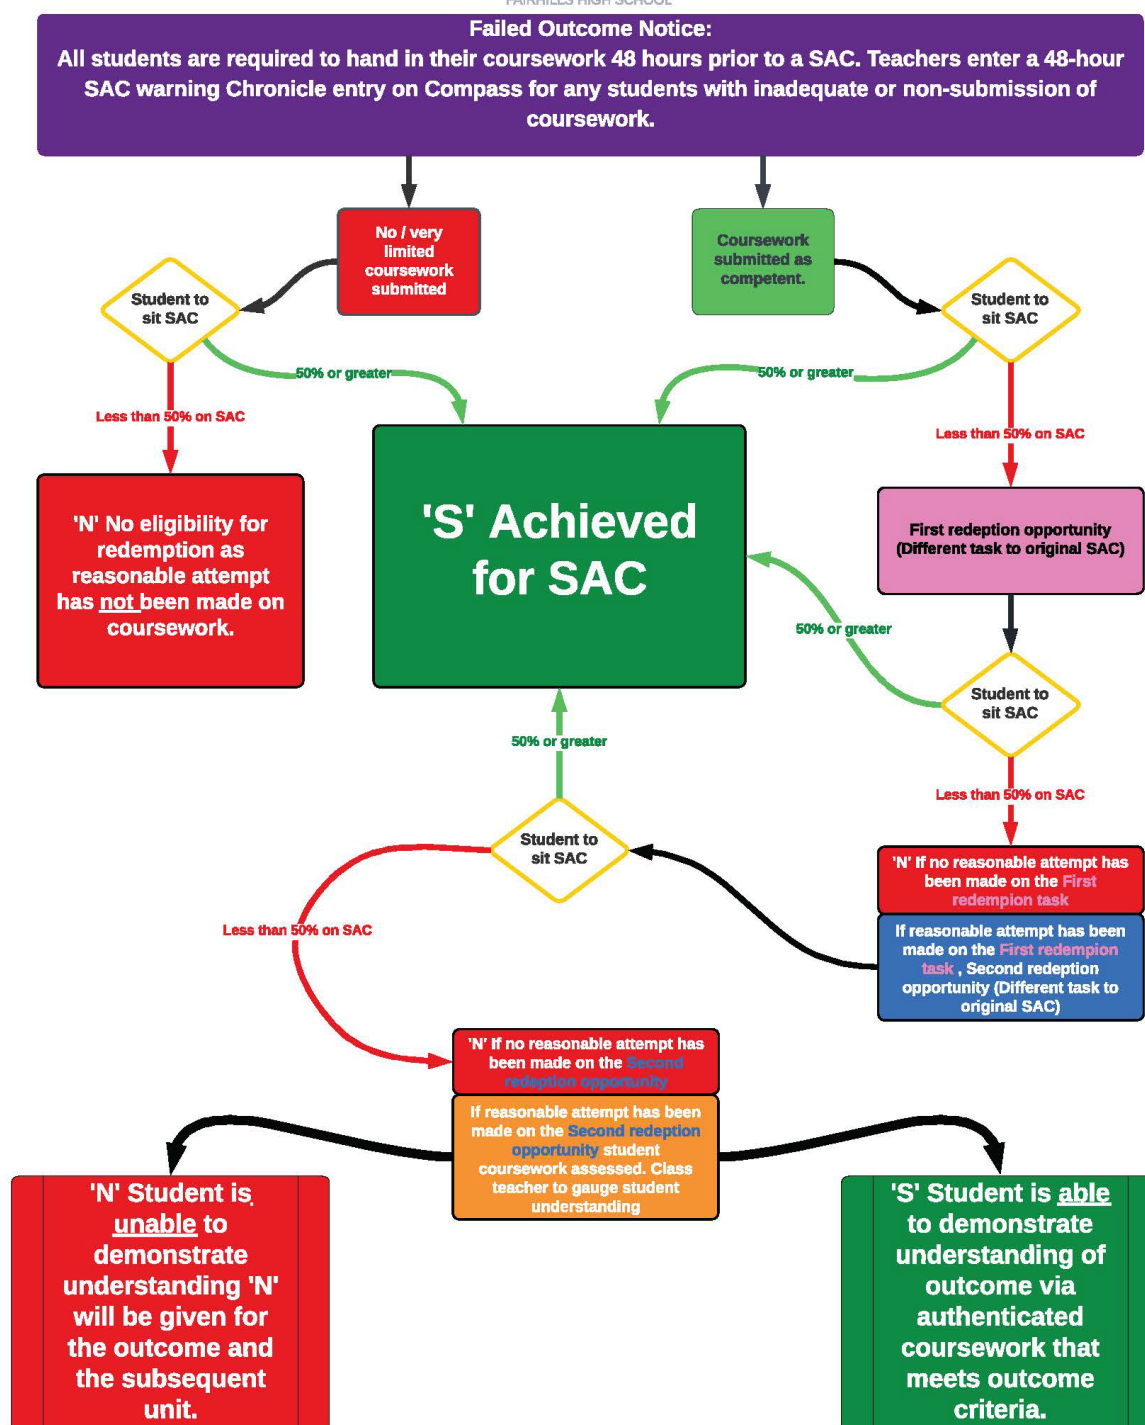 FAIRHILLS HIGH SCHOOL
Failed Outcome Notice:
All students are required to hand in their coursework 48 hours prior to a SAC. Teachers enter a 48-hour
SAC warning Chronicle entry on Compass for any students with inadequate or non-submission of
coursework.
No / very
limited
coursework
submitted
Coursework
submitted as
competent.
Student to
sit SAC
Student to
sit SAC
50% or greater
50% or greater
Less than 50% on SAC
Less than 50% on SAC
'N' No eligibility for
redemption as
reasonable attempt
has not been made on
coursework.
'S' Achieved
for SAC
First redeption opportunity
(Different task to original SAC)
50% or greater
Student to
sit SAC
50% or greater
Less than 50% on SAC
Student to
sit SAC
'N' If no reasonable attempt has
been made on the First
redempion task
If reasonable attempt has been
made on the First redempion
task , Second redeption
opportunity (Different task to
original SAC)
Less than 50% on SAC
'N' If no reasonable attempt has
been made on the Second
redeption opportunity
If reasonable attempt has been
made on the Second redeption
opportunity student
coursework assessed. Class
teacher to gauge student
understanding
'N' Student is
unable to
demonstrate
understanding 'N'
will be given for
the outcome and
the subsequent
unit.
'S' Student is able
to demonstrate
understanding of
outcome via
authenticated
coursework that
meets outcome
criteria.